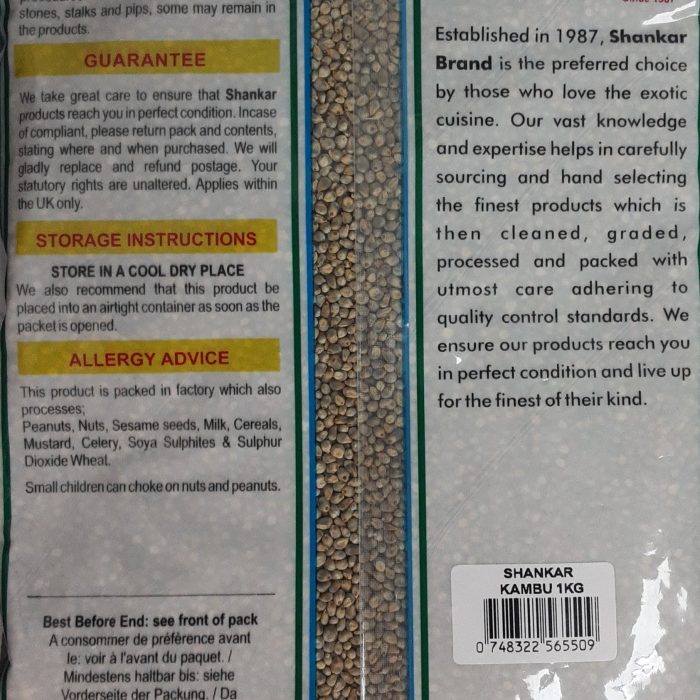 stones, stalks and pips, some may remain in
the products.
GUARANTEE
We take great care to ensure that Shankar
products reach you in perfect condition. Incase
of compliant, please return pack and contents,
stating where and when purchased. We will
gladly replace and refund postage. Your
statutory rights are unaltered. Applies within
the UK only.
STORAGE INSTRUCTIONS
STORE IN A COOL DRY PLACE
We also recommend that this product be
placed into an airtight container as soon as the
packet is opened.
ALLERGY ADVICE
This product is packed in factory which also
processes;
Peanuts, Nuts, Sesame seeds, Milk, Cereals,
Mustard, Celery, Soya Sulphites & Sulphur
Dioxide Wheat.
Small children can choke on nuts and peanuts.
Best Before End: see front of pack
A consommer de préférence avant
le: voir à l'avant du paquet. /
Mindestens haltbar bis: siehe
Vorderseite der Packung. / Da
Established in 1987, Shankar
Brand is the preferred choice
by those who love the exotic
cuisine. Our vast knowledge
and expertise helps in carefully
sourcing and hand selecting
the finest products which is
then cleaned, graded,
processed and packed with
utmost care adhering to
quality control standards. We
ensure our products reach you
in perfect condition and live up
for the finest of their kind.
SHANKAR
KAMBU 1KG
0 748322 565509